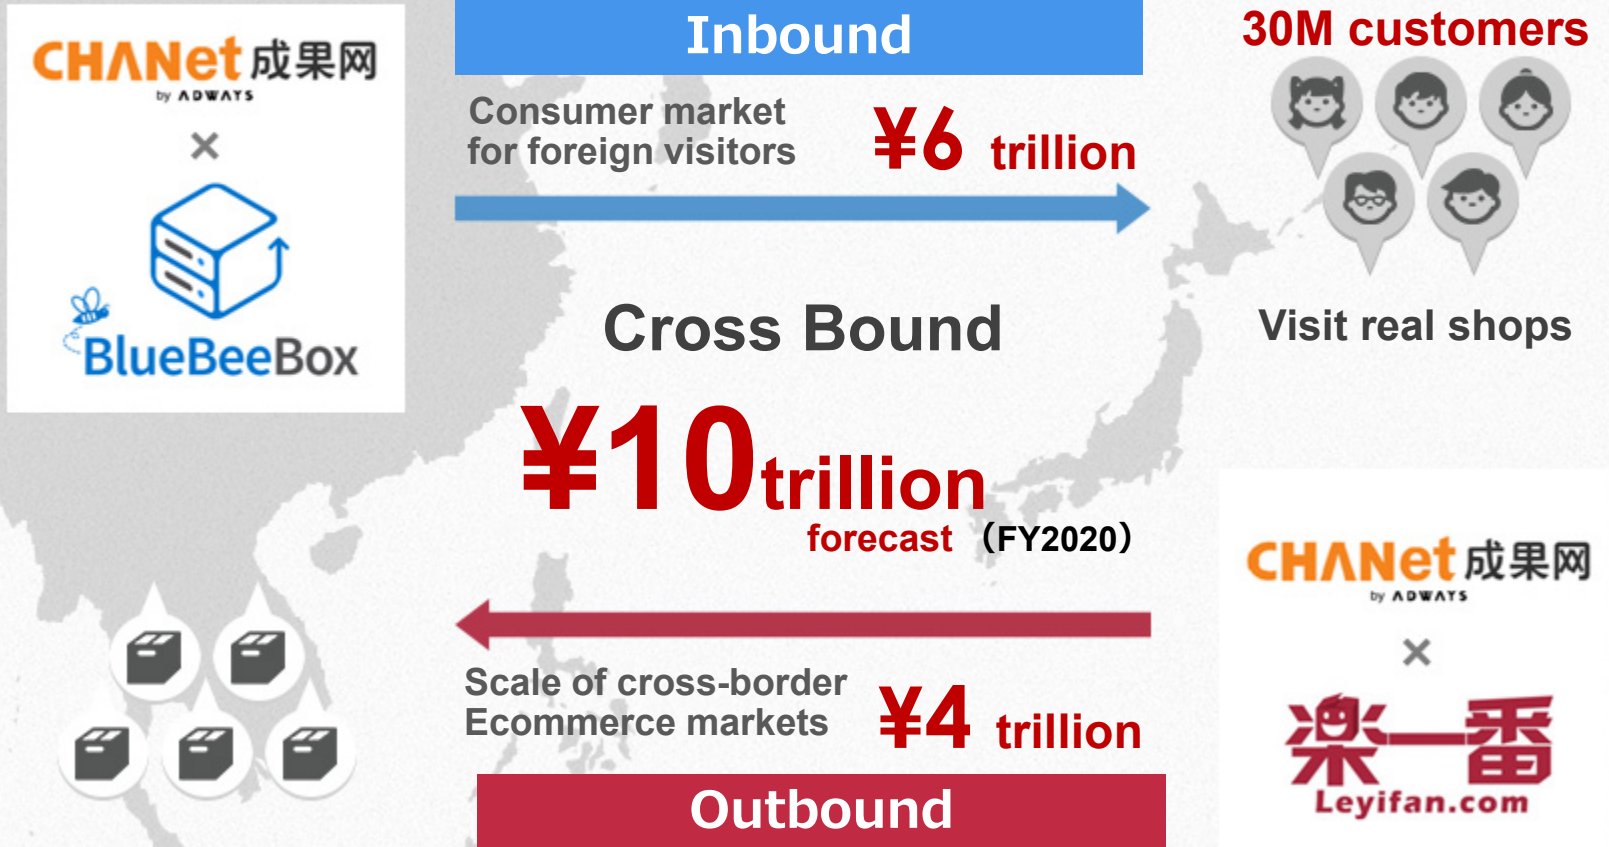 CHANet 成果网
by ADWAYS
×
BlueBeeBox
Inbound
Consumer market
for foreign visitors
¥6 trillion
30M customers
Visit real shops
Cross Bound
¥10trillion
forecast（FY2020）
Scale of cross-border
Ecommerce markets
¥4 trillion
Outbound
CHANet 成果网
by ADWAYS
×
楽一番
Leyifan.com